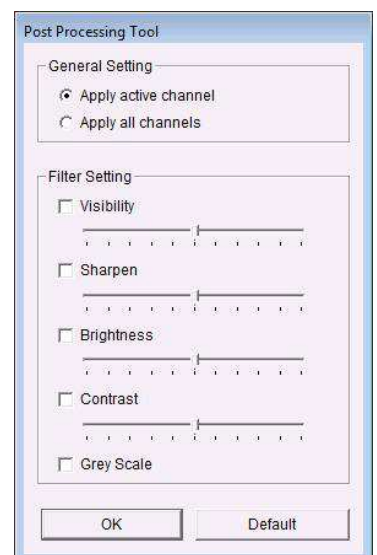 Post Processing Tool
General Setting
Apply active channel
Apply all channels
Filter Setting
Visibility
Sharpen
Brightness
Contrast
Grey Scale
OK Default